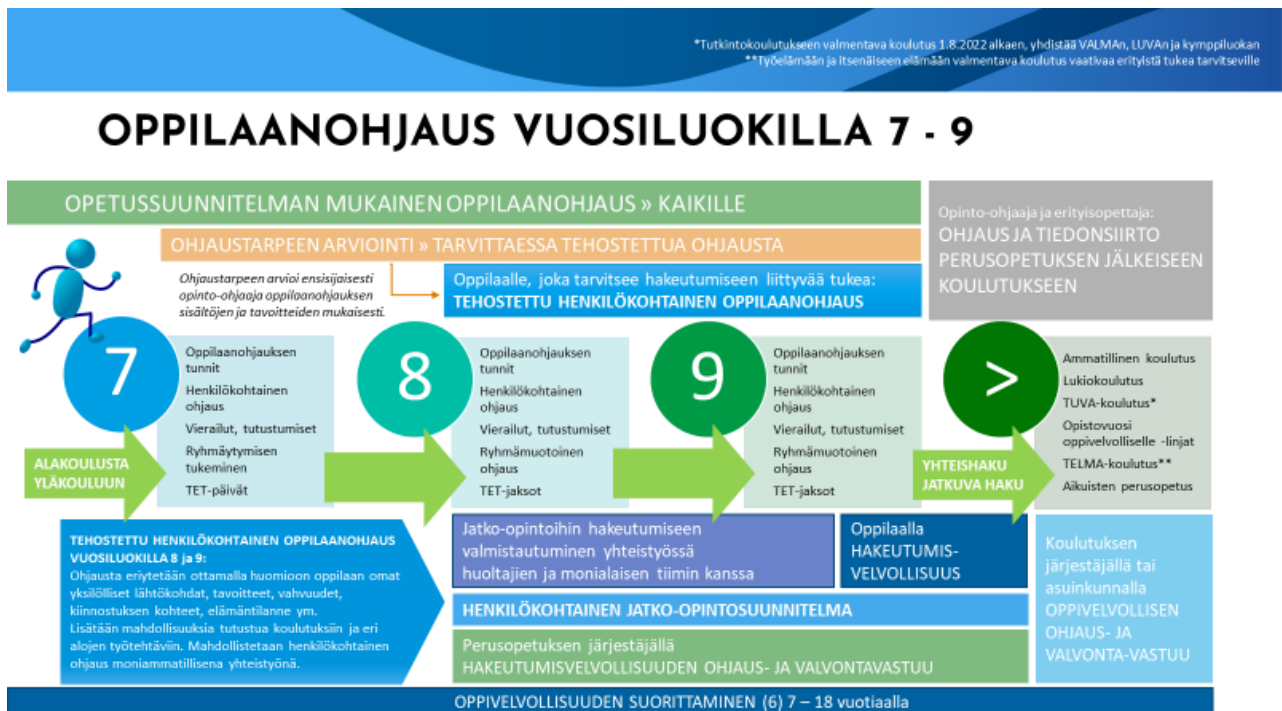 *Tutkintokoulutukseen valmentava koulutus 1.8.2022 alkaen, yhdistää VALMAn, LUVAn ja kymppiluokan
**Työelämään ja itsenäiseen elämään valmentava koulutus vaativaa erityistä tukea tarvitseville
OPPILAANOHJAUS VUOSILUOKILLA 7 - 9
OPETUSSUUNNITELMAN MUKAINEN OPPILAANOHJAUS » KAIKILLE
OHJAUSTARPEEN ARVIOINTI » TARVITTAESSA TEHOSTETTUA OHJAUSTA
Ohjaustarpeen arvioi ensisijaisesti
opinto-ohjaaja oppilaanohjauksen
sisältöjen ja tavoitteiden mukaisesti.
Oppilaalle, joka tarvitsee hakeutumiseen liittyvää tukea:
TEHOSTETTU HENKILÖKOHTAINEN OPPILAANOHJAUS
Opinto-ohjaaja ja erityisopettaja:
OHJAUS JA TIEDONSIIRTO
PERUSOPETUKSEN JÄLKEISEEN
KOULUTUKSEEN
7
Oppilaanohjauksen
tunnit
Henkilökohtainen
ohjaus
Vierailut, tutustumiset
Ryhmäytymisen
tukeminen
TET-päivät
ALAKOULUSTA
YLÄKOULUUN
8
Oppilaanohjauksen
tunnit
Henkilökohtainen
ohjaus
Vierailut, tutustumiset
Ryhmämuotoinen
ohjaus
TET-jaksot
9
Oppilaanohjauksen
tunnit
Henkilökohtainen
ohjaus
Vierailut, tutustumiset
Ryhmämuotoinen
ohjaus
TET-jaksot
>
YHTEISHAKU
JATKUVA HAKU
Ammatillinen koulutus
Lukiokoulutus
TUVA-koulutus*
Opistovuosi
oppivelvolliselle -linjat
TELMA-koulutus**
Aikuisten perusopetus
TEHOSTETTU HENKILÖKOHTAINEN OPPILAANOHJAUS
VUOSILUOKILLA 8 ja 9:
Ohjausta eriytetään ottamalla huomioon oppilaan omat
yksilölliset lähtökohdat, tavoitteet, vahvuudet,
kiinnostuksen kohteet, elämäntilanne ym.
Lisätään mahdollisuuksia tutustua koulutuksiin ja eri
alojen työtehtäviin. Mahdollistetaan henkilökohtainen
ohjaus moniammatillisena yhteistyönä.
Jatko-opintoihin hakeutumiseen
valmistautuminen yhteistyössä
huoltajien ja monialaisen tiimin kanssa
Oppilaalla
HAKEUTUMIS-
VELVOLLISUUS
HENKILÖKOHTAINEN JATKO-OPINTOSUUNNITELMA
Perusopetuksen järjestäjällä
HAKEUTUMISVELVOLLISUUDEN OHJAUS- JA VALVONTAVASTUU
Koulutuksen
järjestäjällä tai
asuinkunnalla
OPPIVELVOLLISEN
OHJAUS- JA
VALVONTA-VASTUU
OPPIVELVOLLISUUDEN SUORITTAMINEN (6) 7 – 18 vuotiaalla